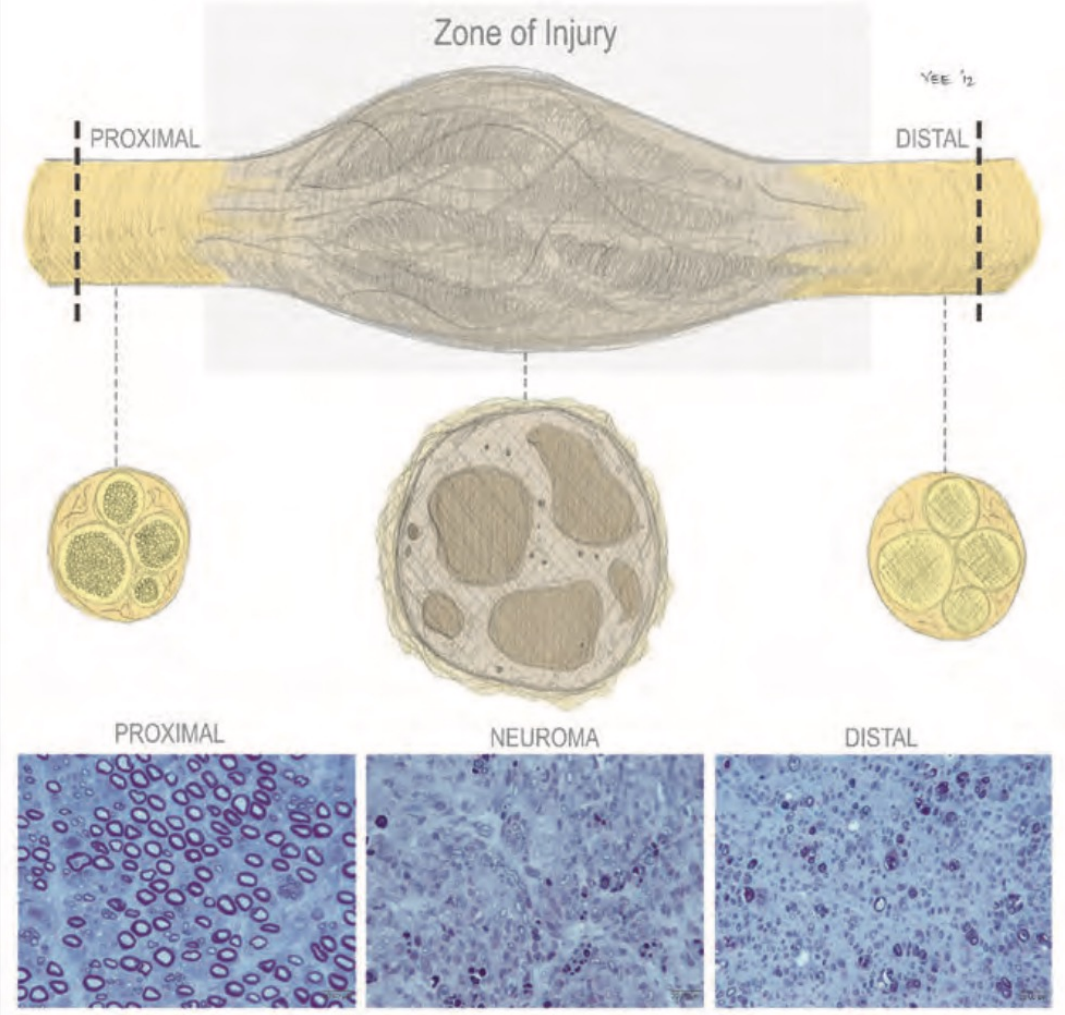 Zone of Injury
YEE '12
PROXIMAL
DISTAL
PROXIMAL
NEUROMA
DISTAL